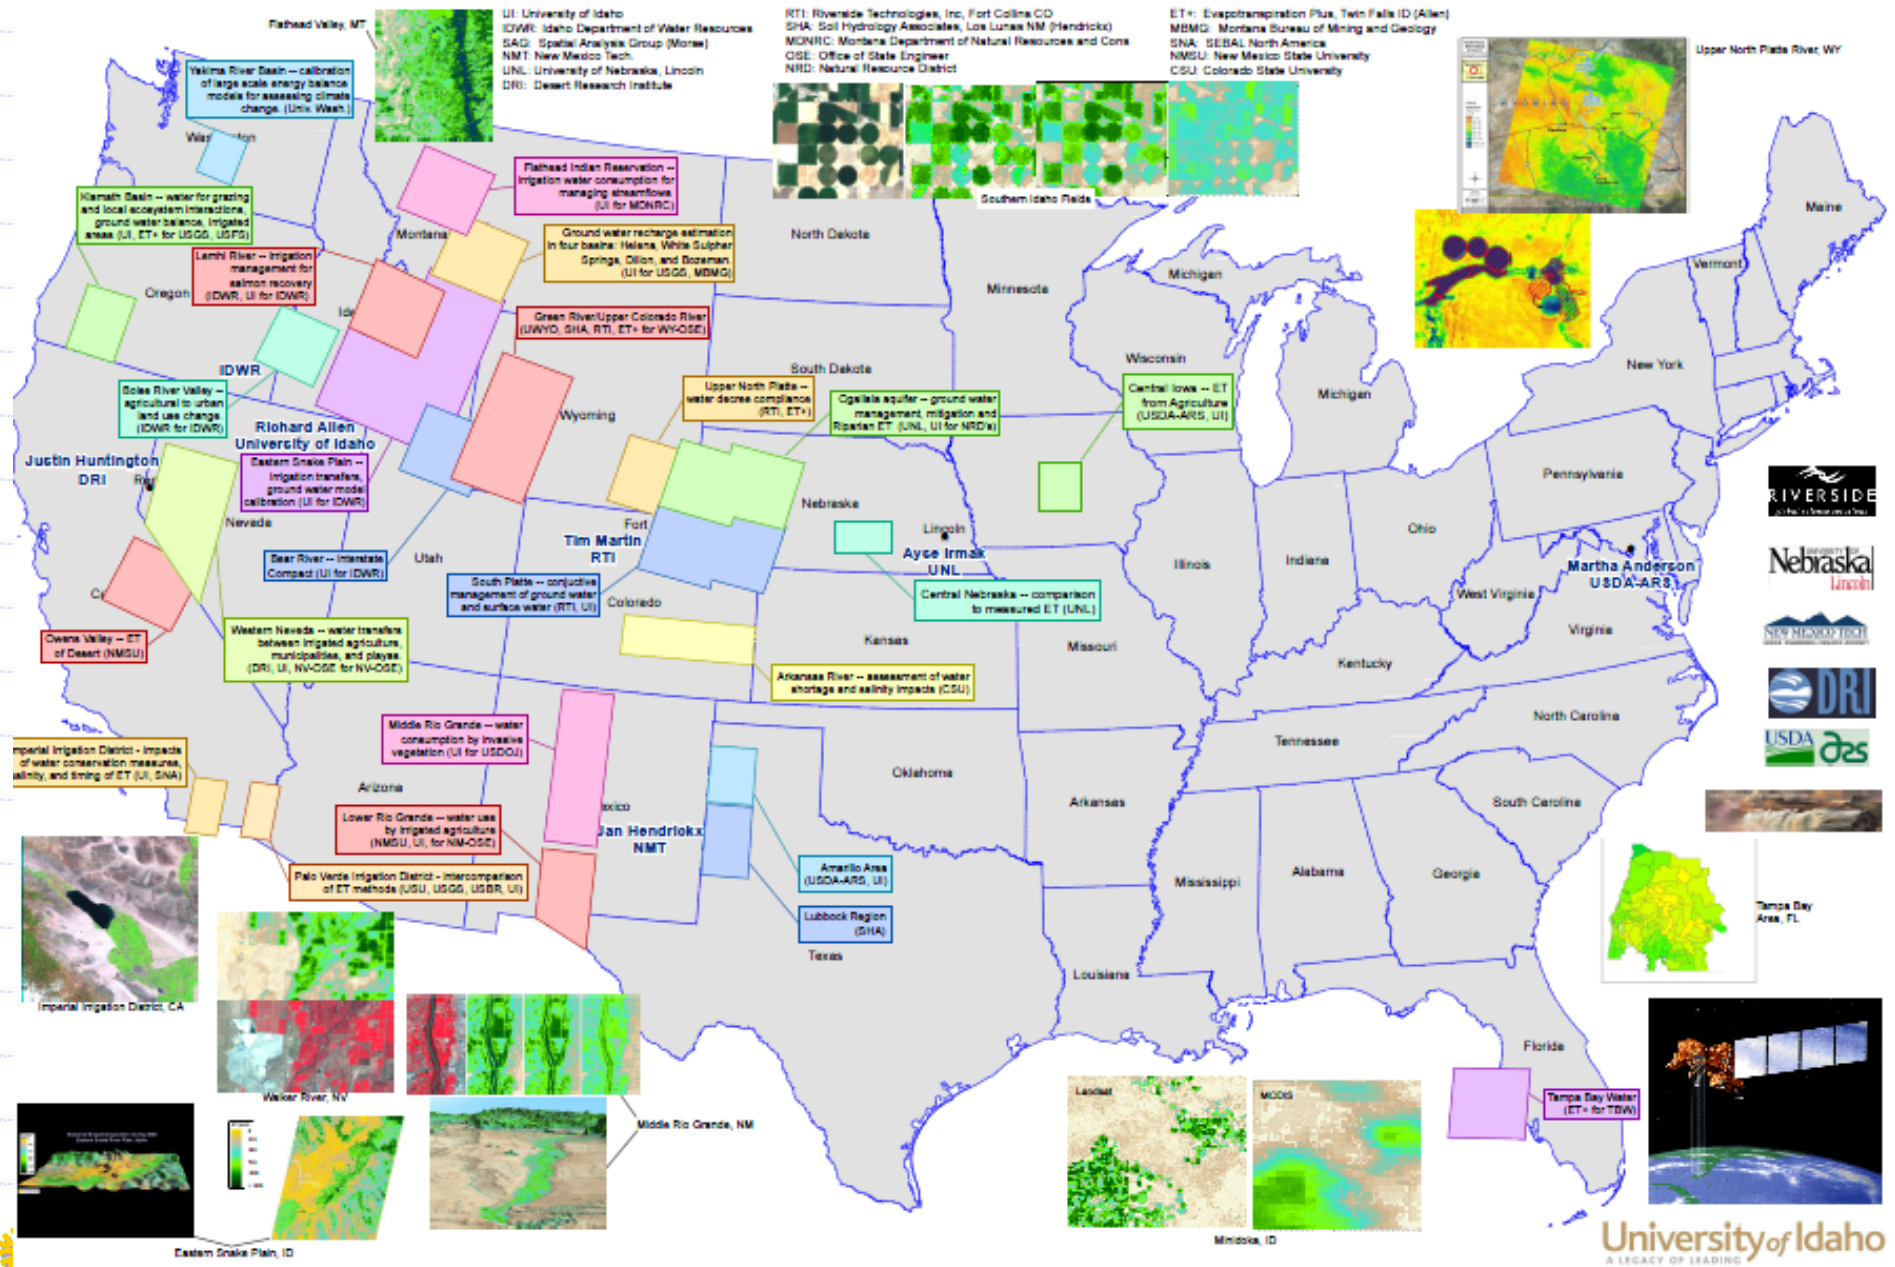 Flathead Valley, MT
UI: University of Idaho
IDWR: Idaho Department of Water Resources
SAG: Spatial Analysis Group (Morse)
NMT: New Mexico Tech.
UNL: University of Nebraska, Lincoln
DRI: Desert Research Institute
RTI: Riverside Technologies, Inc, Fort Collins CO
SHA: Soil Hydrology Associates, Los Lunas NM (Hendrickx)
MDNRC: Montana Department of Natural Resources and Cons
OSE: Office of State Engineer
NRD: Natural Resource District
ET+: Evapotranspiration Plus, Twin Falls ID (Allen)
MBMG: Montana Bureau of Mining and Geology
SNA: SEBAL North America
NMSU: New Mexico State University
CSU: Colorado State University
Upper North Platte River, WY
Yakima River Basin -- calibration
of large scale energy balance
models for assessing climate
change. (Univ. Wash.)
Southern Idaho Fields
Flathead Indian Reservation --
irrigation water consumption for
managing streamflows
(UI for MDNRC)
Klamath Basin -- water for grazing
and local ecosystem interactions,
ground water balance, irrigated
areas (UI, ET+ for USGS, USFS)
Ground water recharge estimation
in four basins: Helena, White Sulpher
Springs, Dillon, and Bozeman.
(UI for USGS, MBMG)
Lemhi River -- irrigation
management for
salmon recovery
(IDWR, UI for IDWR)
Green River/Upper Colorado River
(UWYO, SHA, RTI, ET+ for WY-OSE)
Montana
North Dakota
Minnesota
Michigan
Maine
Vermont
Oregon
IDWR
South Dakota
Wisconsin
Michigan
New York
Boise River Valley --
agricultural to urban
land use change.
(IDWR for IDWR)
Upper North Platte --
water decree compliance
(RTI, ET+)
Ogallala aquifer -- ground water
management, mitigation and
Riparian ET (UNL, UI for NRD's)
Central Iowa -- ET
from Agriculture
(USDA-ARS, UI)
Wyoming
Richard Allen
University of Idaho
Justin Huntington
DRI
Eastern Snake Plain --
irrigation transfers,
ground water model
calibration (UI for IDWR)
Nevada
Nebraska
Pennsylvania
Fort
Tim Martin
RTI
Lincoln
Ayse Irmak
UNL
Illinois
Indiana
Ohio
Martha Anderson
USDA-ARS
West Virginia
Virginia
Bear River -- Interstate
Compact (UI for IDWR)
Utah
South Platte -- conjuctive
management of ground water
and surface water (RTI, UI)
Colorado
Central Nebraska -- comparison
to measured ET (UNL)
Kansas
Missouri
Kentucky
Owens Valley -- ET
of Desert (NMSU)
Western Nevada -- water transfers
between irrigated agriculture,
municipalities, and playas.
(DRI, UI, NV-OSE for NV-OSE)
Arkansas River -- assessment of water
shortage and salinity impacts (CSU)
Middle Rio Grande -- water
consumption by invasive
vegetation (UI for USDOJ)
North Carolina
Tennessee
of water conservation measures,
and timing of ET (UI, SNA)
Arizona
Oklahoma
Arkansas
South Carolina
Lower Rio Grande -- water use
by irrigated agriculture
(NMSU, UI, for NM-OSE)
Jan Hendrickx
NMT
Palo Verde Irrigation District - intercomparison
of ET methods (USU, USGS, USBR, UI)
Amarillo Area
(USDA-ARS, UI)
Lubbock Region
(SHA)
Texas
Mississippi
Alabama
Georgia
Louisiana
Florida
Tampa Bay
Area, FL
Tampa Bay Water
(ET+ for TBW)
Imperial Irrigation District, CA
Walker River, NV
Middle Rio Grande, NM
Eastern Snake Plain, ID
Landsat
MODIS
Minidoka, ID
RIVERSIDE
UNIVERSITY OF
Nebraska
Lincoln
NEW MEXICO TECH
DRI
USDA
ars
University of Idaho
A LEGACY OF LEADING